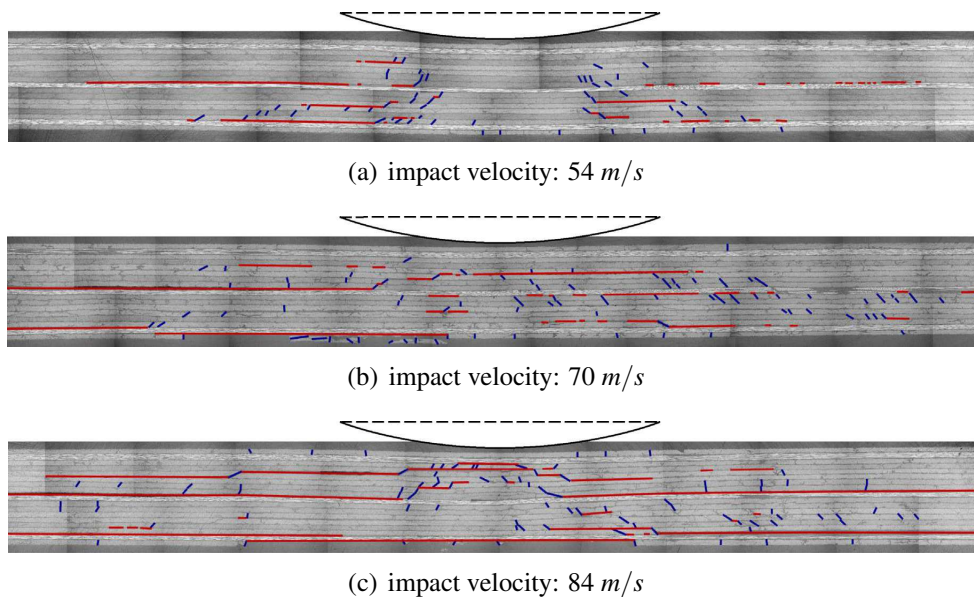 (a) impact velocity: 54 m/s
(b) impact velocity: 70 m/s
(c) impact velocity: 84 m/s